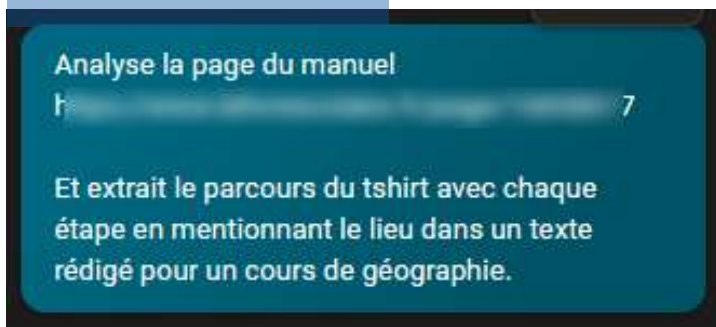 Analyse la page du manuel
h 7
Et extrait le parcours du tshirt avec chaque
étape en mentionnant le lieu dans un texte
rédigé pour un cours de géographie.